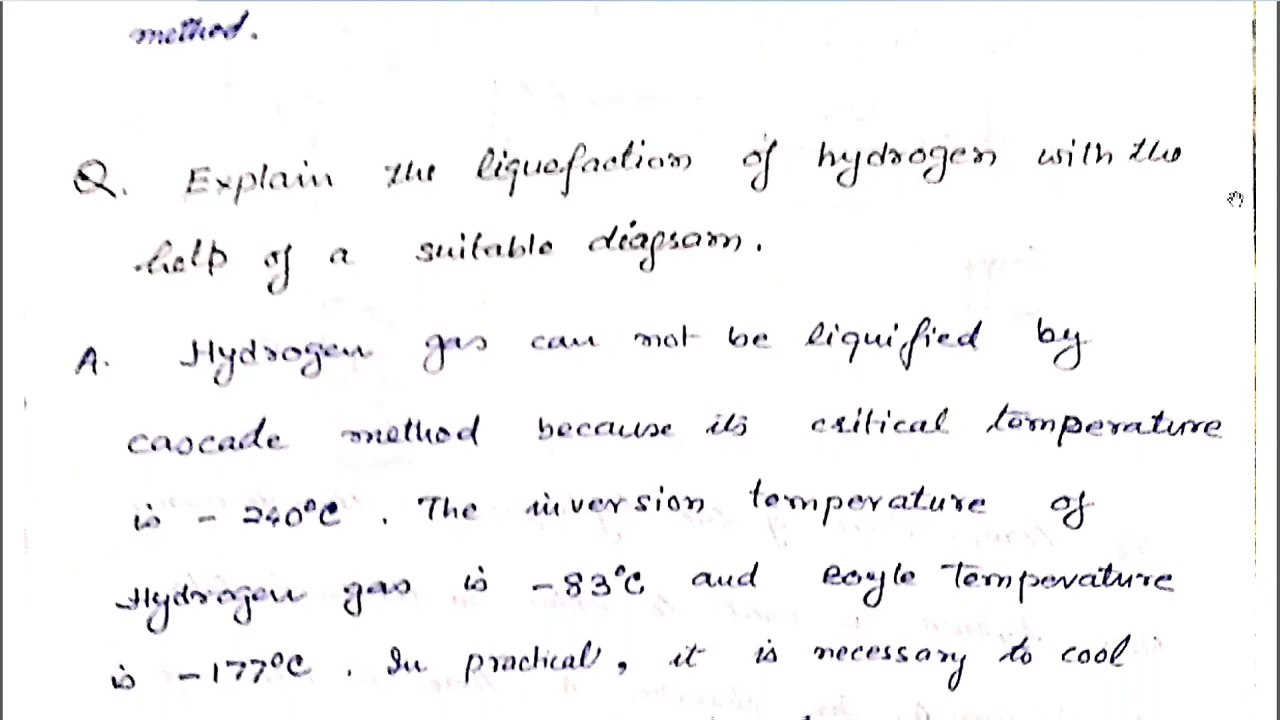 method.
Q. Explain the liquefaction of hydrogen with the
help of a suitable diagram.
A. Hydrogen gas can not be liquified by
cascade method because its critical temperature
is - 240°C . The inversion temperature of
Hydrogen gas is -83°C and Boyle Temperature
is -177°C . In practical, it is necessary to cool